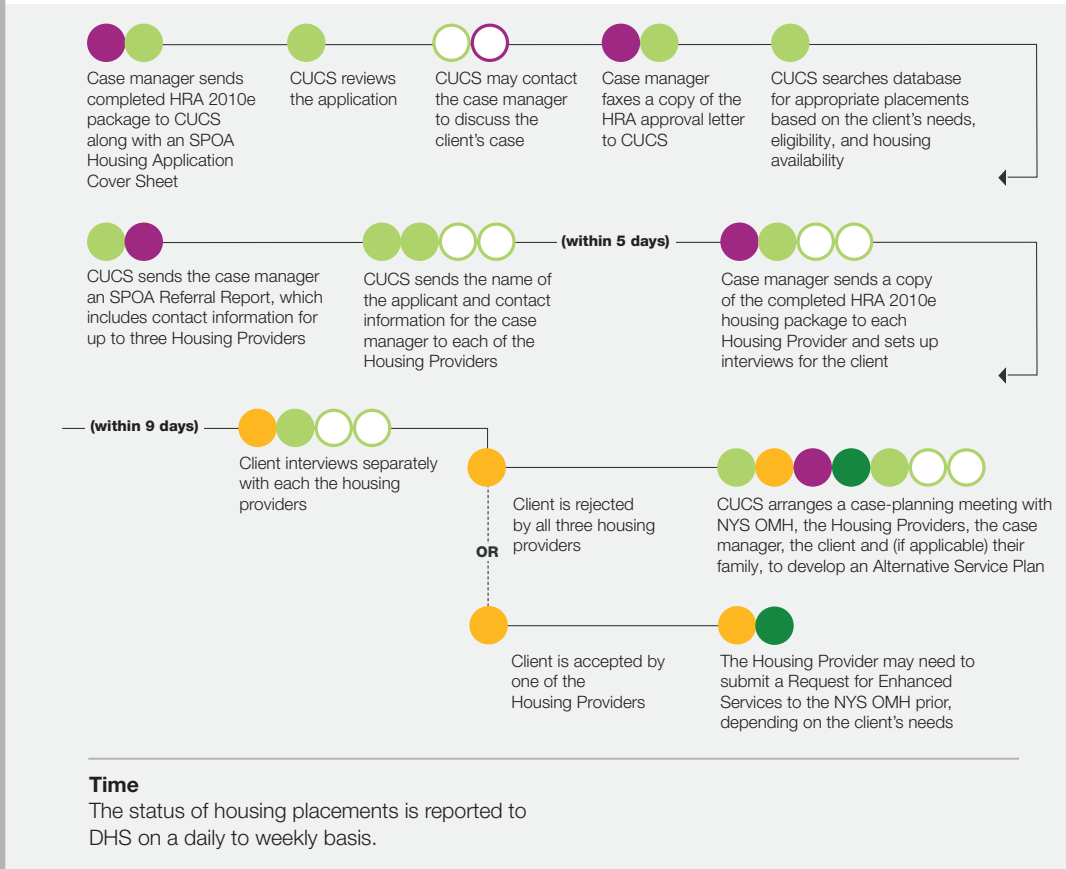 Case manager sends
completed HRA 2010e
package to CUCS
along with an SPOA
Housing Application
Cover Sheet
CUCS reviews
the application
CUCS may contact
the case manager
to discuss the
client's case
Case manager
faxes a copy of the
HRA approval letter
to CUCS
CUCS searches database
for appropriate placements
based on the client's needs,
eligibility, and housing
availability
CUCS sends the case manager
an SPOA Referral Report, which
includes contact information for
up to three Housing Providers
CUCS sends the name of
the applicant and contact
information for the case
manager to each of the
Housing Providers
(within 5 days)
Case manager sends a copy
of the completed HRA 2010e
housing package to each
Housing Provider and sets up
interviews for the client
(within 9 days)
Client interviews separately
with each the housing
providers
Client is rejected
by all three housing
providers
CUCS arranges a case-planning meeting with
NYS OMH, the Housing Providers, the case
manager, the client and (if applicable) their
family, to develop an Alternative Service Plan
OR
Client is accepted by
one of the
Housing Providers
The Housing Provider may need to
submit a Request for Enhanced
Services to the NYS OMH prior,
depending on the client's needs
Time
The status of housing placements is reported to
DHS on a daily to weekly basis.